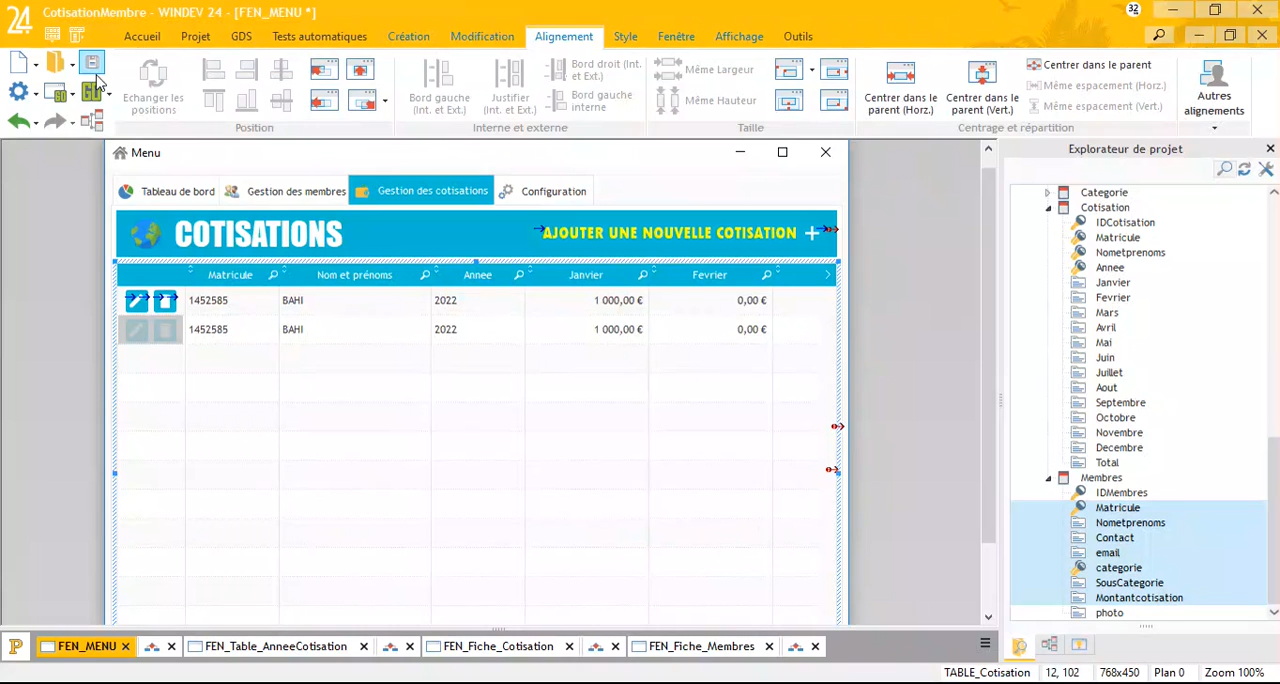 24 CotisationMembre - WINDEV 24 - [FEN_MENU *] 32
Accueil Projet GDS Tests automatiques Création Modification Alignement Style Fenêtre Affichage Outils
Echanger les positions
Position
Bord gauche (Int. et Ext.)
Justifier (Int. et Ext.)
Bord droit (Int. et Ext.)
Bord gauche interne
Interne et externe
Même Largeur
Même Hauteur
Taille
Centrer dans le parent (Horz.)
Centrer dans le parent (Vert.)
Centrer dans le parent
Même espacement (Horz.)
Même espacement (Vert.)
Centrage et répartition
Autres alignements
GO
GO
Menu
Tableau de bord Gestion des membres Gestion des cotisations Configuration
COTISATIONS AJOUTER UNE NOUVELLE COTISATION
Matricule Nom et prénoms Annee Janvier Fevrier
1452585 BAHI 2022 1 000,00 € 0,00 €
1452585 BAHI 2022 1 000,00 € 0,00 €
Explorateur de projet
Categorie
Cotisation
IDCotisation
Matricule
Nometprenoms
Annee
Janvier
Fevrier
Mars
Avril
Mai
Juin
Juillet
Aout
Septembre
Octobre
Novembre
Decembre
Total
Membres
IDMembres
Matricule
Nometprenoms
Contact
email
categorie
SousCategorie
Montantcotisation
photo
P FEN_MENU FEN_Table_AnneeCotisation FEN_Fiche_Cotisation FEN_Fiche_Membres
TABLE_Cotisation 12, 102 768x450 Plan 0 Zoom 100%